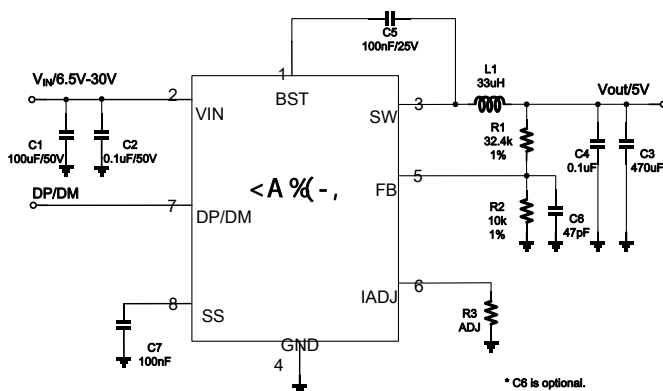 C5
100nF/25V
1
VIN/6.5V-30V
2
VIN
BST
SW
3
L1
33uH
Vout/5V
C1
100uF/50V
C2
0.1uF/50V
R1
32.4k
1%
C4
0.1uF
C3
470uF
DP/DM
7
DP/DM
<A %(-,
FB
5
R2
10k
1%
C6
47pF
8
SS
IADJ
6
C7
100nF
GND
4
R3
ADJ
* C6 is optional.